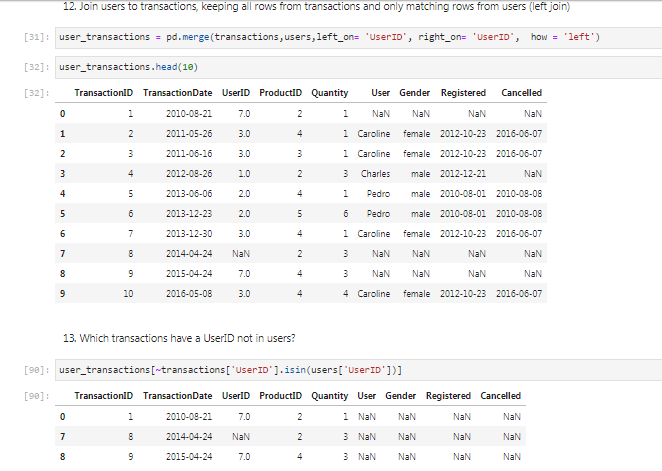 12. Join users to transactions, keeping all rows from transactions and only matching rows from users (left join)
[31]: user_transactions = pd.merge(transactions,users,left_on= 'UserID', right_on= 'UserID',  how = 'left')
[32]: user_transactions.head(10)
[32]: TransactionID TransactionDate UserID ProductID Quantity User Gender Registered Cancelled
0 1 2010-08-21 7.0 2 1 NaN NaN NaN NaN
1 2 2011-05-26 3.0 4 1 Caroline female 2012-10-23 2016-06-07
2 3 2011-06-16 3.0 3 1 Caroline female 2012-10-23 2016-06-07
3 4 2012-08-26 1.0 2 3 Charles male 2012-12-21 NaN
4 5 2013-06-06 2.0 4 1 Pedro male 2010-08-01 2010-08-08
5 6 2013-12-23 2.0 5 6 Pedro male 2010-08-01 2010-08-08
6 7 2013-12-30 3.0 4 1 Caroline female 2012-10-23 2016-06-07
7 8 2014-04-24 NaN 2 3 NaN NaN NaN NaN
8 9 2015-04-24 7.0 4 3 NaN NaN NaN NaN
9 10 2016-05-08 3.0 4 4 Caroline female 2012-10-23 2016-06-07
13. Which transactions have a UserID not in users?
[90]: user_transactions[~transactions['UserID'].isin(users['UserID'])]
[90]: TransactionID TransactionDate UserID ProductID Quantity User Gender Registered Cancelled
0 1 2010-08-21 7.0 2 1 NaN NaN NaN NaN
7 8 2014-04-24 NaN 2 3 NaN NaN NaN NaN
8 9 2015-04-24 7.0 4 3 NaN NaN NaN NaN